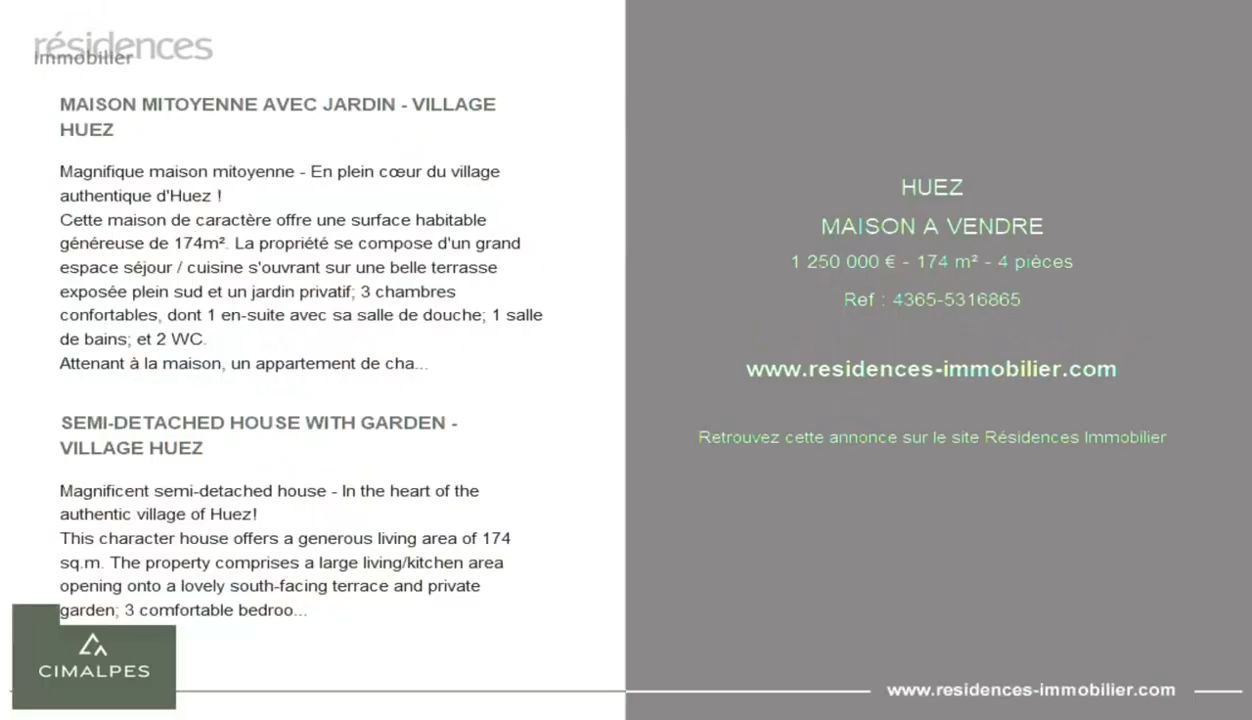 résidences
Immobilier
MAISON MITOYENNE AVEC JARDIN - VILLAGE
HUEZ
Magnifique maison mitoyenne - En plein cœur du village
authentique d'Huez !
Cette maison de caractère offre une surface habitable
généreuse de 174m². La propriété se compose d'un grand
espace séjour / cuisine s'ouvrant sur une belle terrasse
exposée plein sud et un jardin privatif; 3 chambres
confortables, dont 1 en-suite avec sa salle de douche; 1 salle
de bains; et 2 WC.
Attenant à la maison, un appartement de cha...
SEMI-DETACHED HOUSE WITH GARDEN -
VILLAGE HUEZ
Magnificent semi-detached house - In the heart of the
authentic village of Huez!
This character house offers a generous living area of 174
sq.m. The property comprises a large living/kitchen area
opening onto a lovely south-facing terrace and private
garden; 3 comfortable bedroo...
CIMALPES
HUEZ
MAISON A VENDRE
1 250 000 € - 174 m² - 4 pièces
Ref : 4365-5316865
www.residences-immobilier.com
Retrouvez cette annonce sur le site Résidences Immobilier
www.residences-immobilier.com